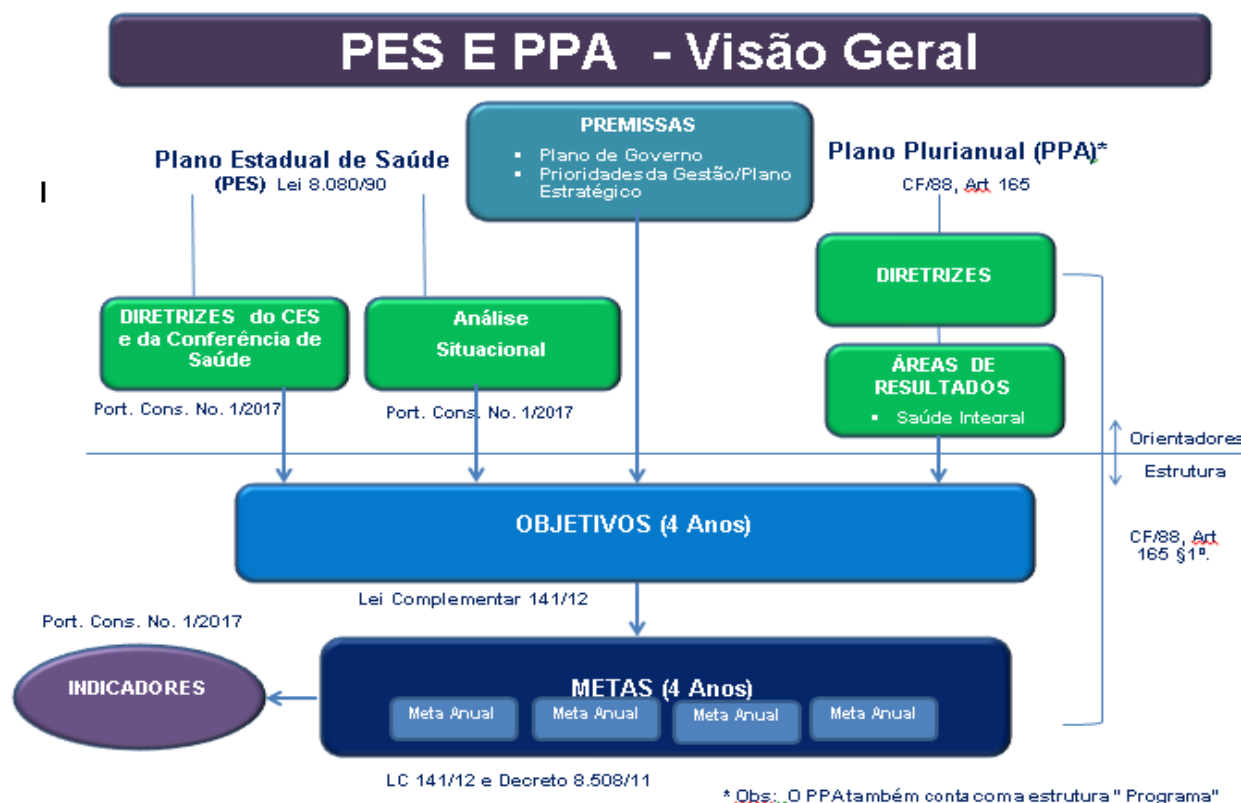 PES E PPA - Visão Geral
PREMISSAS
▪ Plano de Governo
▪ Prioridades da Gestão/Plano
Estratégico
Plano Estadual de Saúde
(PES) Lei 8.080/90
Plano Plurianual (PPA)*
CF/88, Art 165
I
DIRETRIZES do CES
e da Conferência de
Saúde
Análise
Situacional
DIRETRIZES
ÁREAS DE
RESULTADOS
▪ Saúde Integral
Port. Cons. No. 1/2017
Port. Cons. No. 1/2017
Orientadores
Estrutura
OBJETIVOS (4 Anos)
CF/88, Art
165 §1º.
Lei Complementar 141/12
Port. Cons. No. 1/2017
INDICADORES
METAS (4 Anos)
Meta Anual
Meta Anual
Meta Anual
Meta Anual
LC 141/12 e Decreto 8.508/11
* Obs: O PPA também conta com a estrutura " Programa"